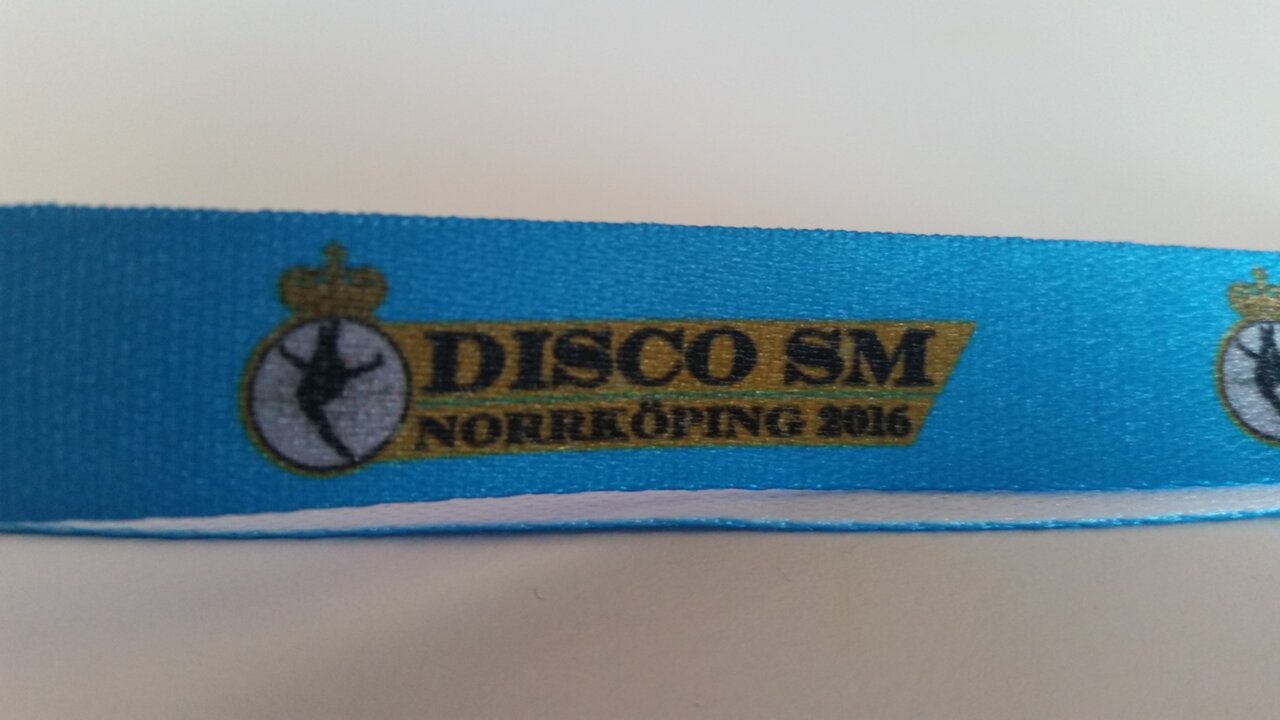 DISCO SM
NORRKÖPING 2016